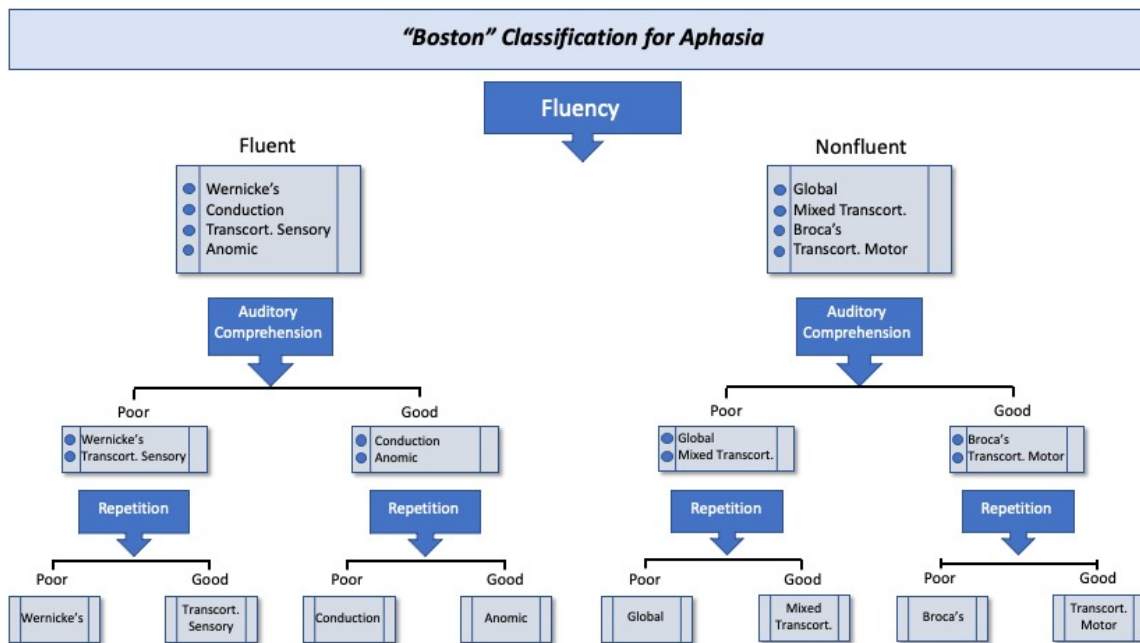 “Boston” Classification for Aphasia
Fluency
Fluent
Nonfluent
Wernicke’s
Conduction
Transcort. Sensory
Anomic
Global
Mixed Transcort.
Broca’s
Transcort. Motor
Auditory
Comprehension
Auditory
Comprehension
Poor
Good
Poor
Good
Wernicke’s
Transcort. Sensory
Conduction
Anomic
Global
Mixed Transcort.
Broca’s
Transcort. Motor
Repetition
Repetition
Repetition
Repetition
Poor
Good
Poor
Good
Poor
Good
Poor
Good
Wernicke’s
Transcort.
Sensory
Conduction
Anomic
Global
Mixed
Transcort.
Broca’s
Transcort.
Motor